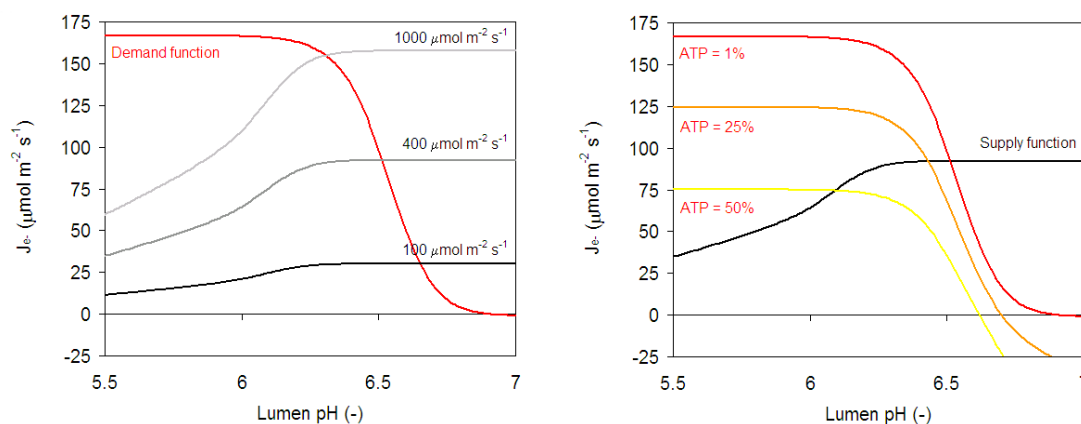 175
150
125
100
75
50
25
0
-25
Jₑ₋ (μmol m⁻² s⁻¹)
Demand function
1000 μmol m⁻² s⁻¹
400 μmol m⁻² s⁻¹
100 μmol m⁻² s⁻¹
5.5 6 6.5 7
Lumen pH (-)
175
150
125
100
75
50
25
0
-25
Jₑ₋ (μmol m⁻² s⁻¹)
ATP = 1%
ATP = 25%
ATP = 50%
Supply function
5.5 6 6.5 7
Lumen pH (-)